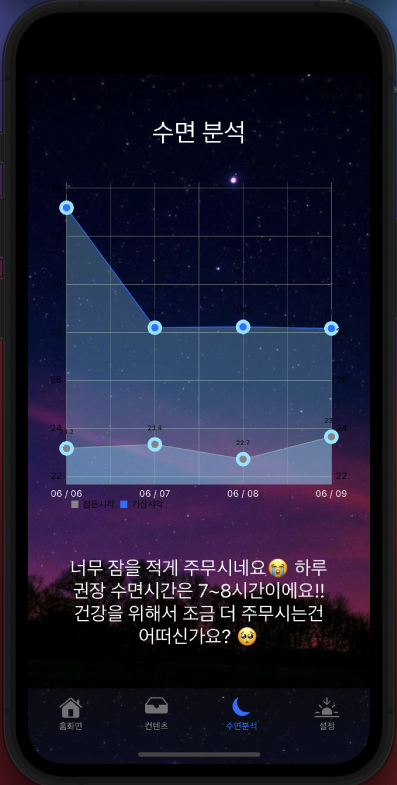 수면 분석
28
26
26
24
24
23.4
22.7
22
22
06 / 06
06 / 07
06 / 08
06 / 09
잠든시각 기상시각
너무 잠을 적게 주무시네요😭 하루
권장 수면시간은 7~8시간이에요!!
건강을 위해서 조금 더 주무시는건
어떠신가요? 🥺
홈화면
컨텐츠
수면분석
설정